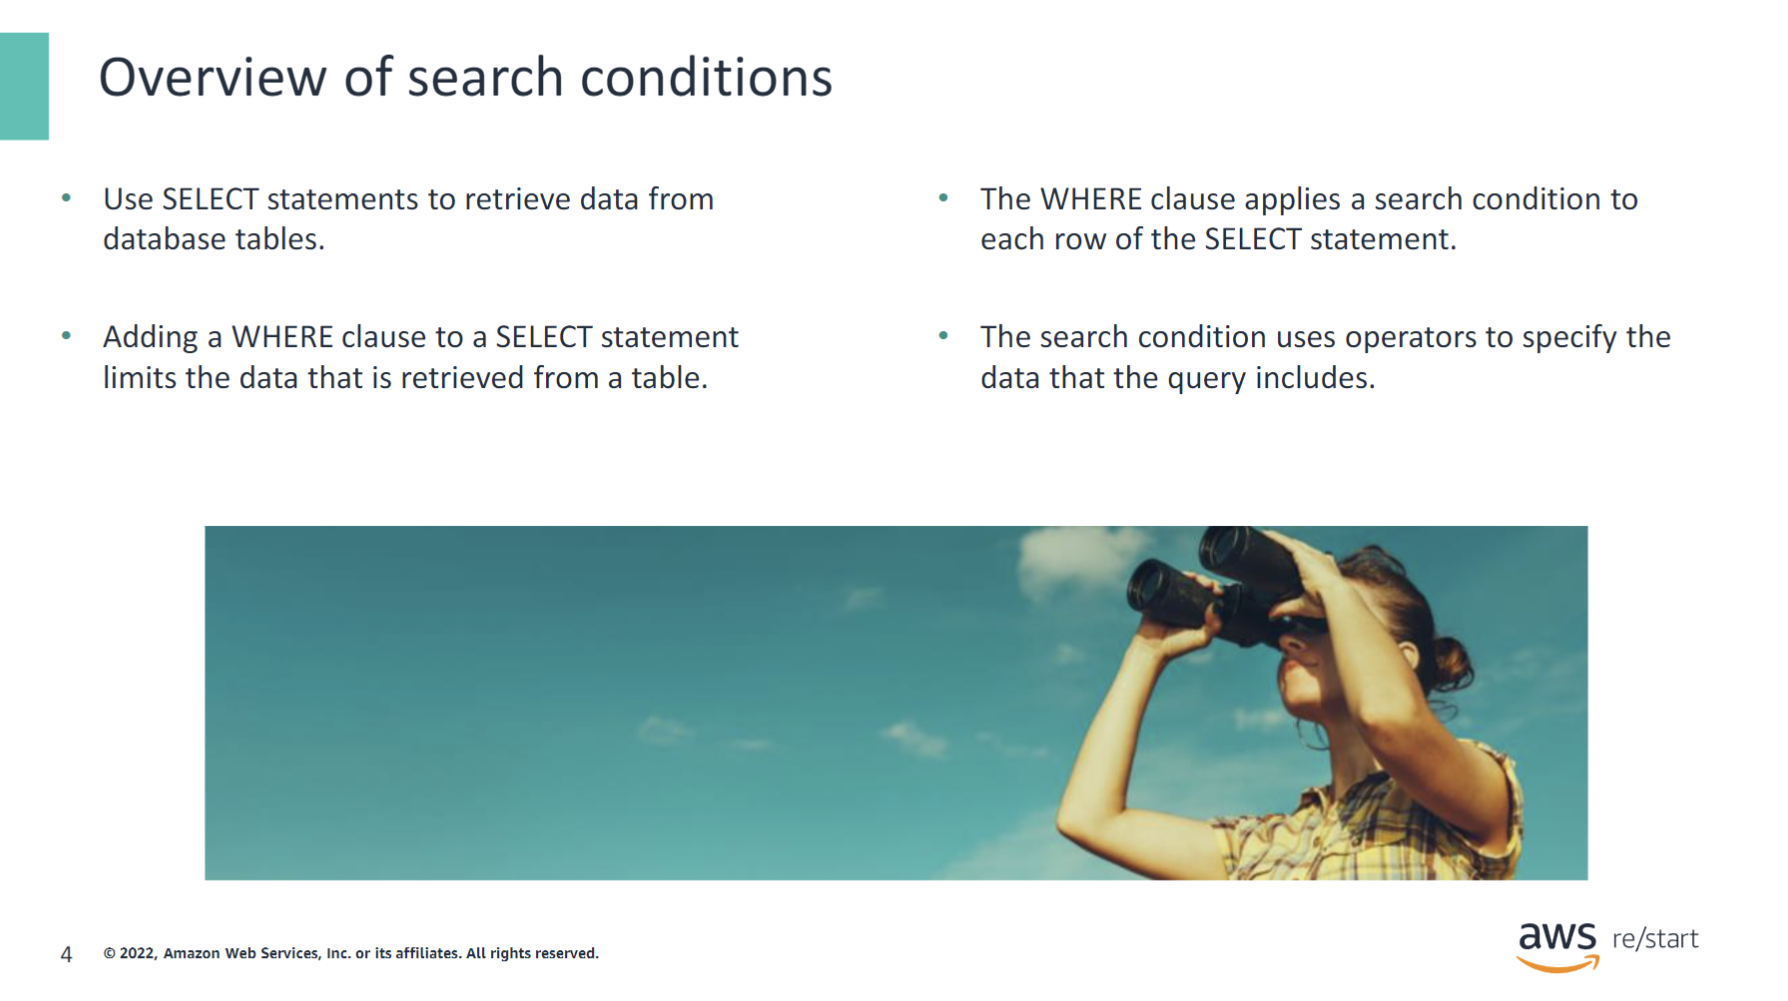 Overview of search conditions
• Use SELECT statements to retrieve data from
database tables.
• Adding a WHERE clause to a SELECT statement
limits the data that is retrieved from a table.
• The WHERE clause applies a search condition to
each row of the SELECT statement.
• The search condition uses operators to specify the
data that the query includes.
4
© 2022, Amazon Web Services, Inc. or its affiliates. All rights reserved.
aws re/start